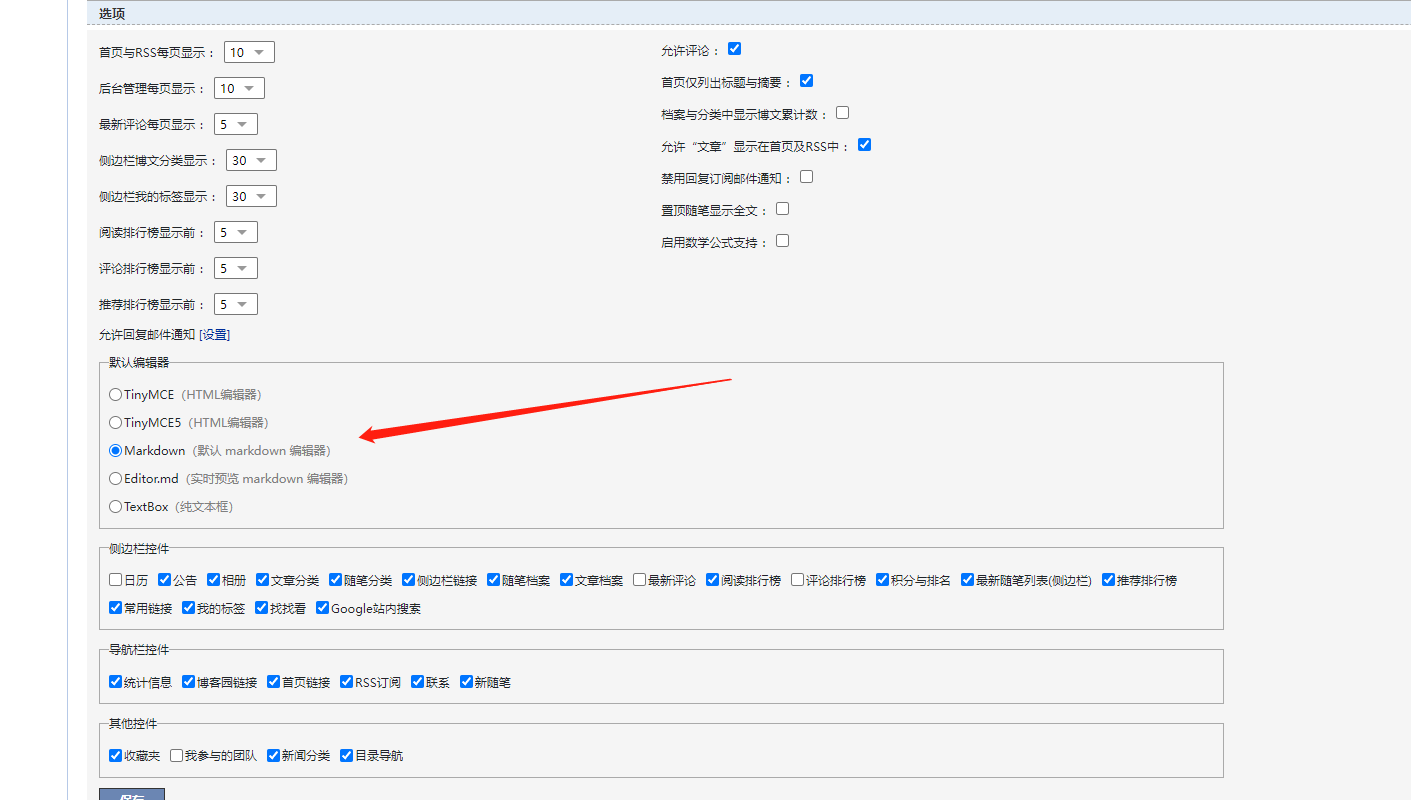 选项
首页与RSS每页显示： 10
后台管理每页显示： 10
最新评论每页显示： 5
侧边栏博文分类显示： 30
侧边栏我的标签显示： 30
阅读排行榜显示前： 5
评论排行榜显示前： 5
推荐排行榜显示前： 5
允许回复邮件通知 [设置]
允许评论：
首页仅列出标题与摘要：
档案与分类中显示博文累计数：
允许“文章”显示在首页及RSS中：
禁用回复订阅邮件通知：
置顶随笔显示全文：
启用数学公式支持：
默认编辑器
TinyMCE (HTML编辑器)
TinyMCE5 (HTML编辑器)
Markdown (默认 markdown 编辑器)
Editor.md (实时预览 markdown 编辑器)
TextBox (纯文本框)
侧边栏控件
日历 公告 相册 文章分类 随笔分类 侧边栏链接 随笔档案 文章档案 最新评论 阅读排行榜 评论排行榜 积分与排名 最新随笔列表(侧边栏) 推荐排行榜
常用链接 我的标签 找找看 Google站内搜索
导航栏控件
统计信息 博客园链接 首页链接 RSS订阅 联系 新随笔
其他控件
收藏夹 我参与的团队 新闻分类 目录导航
保存